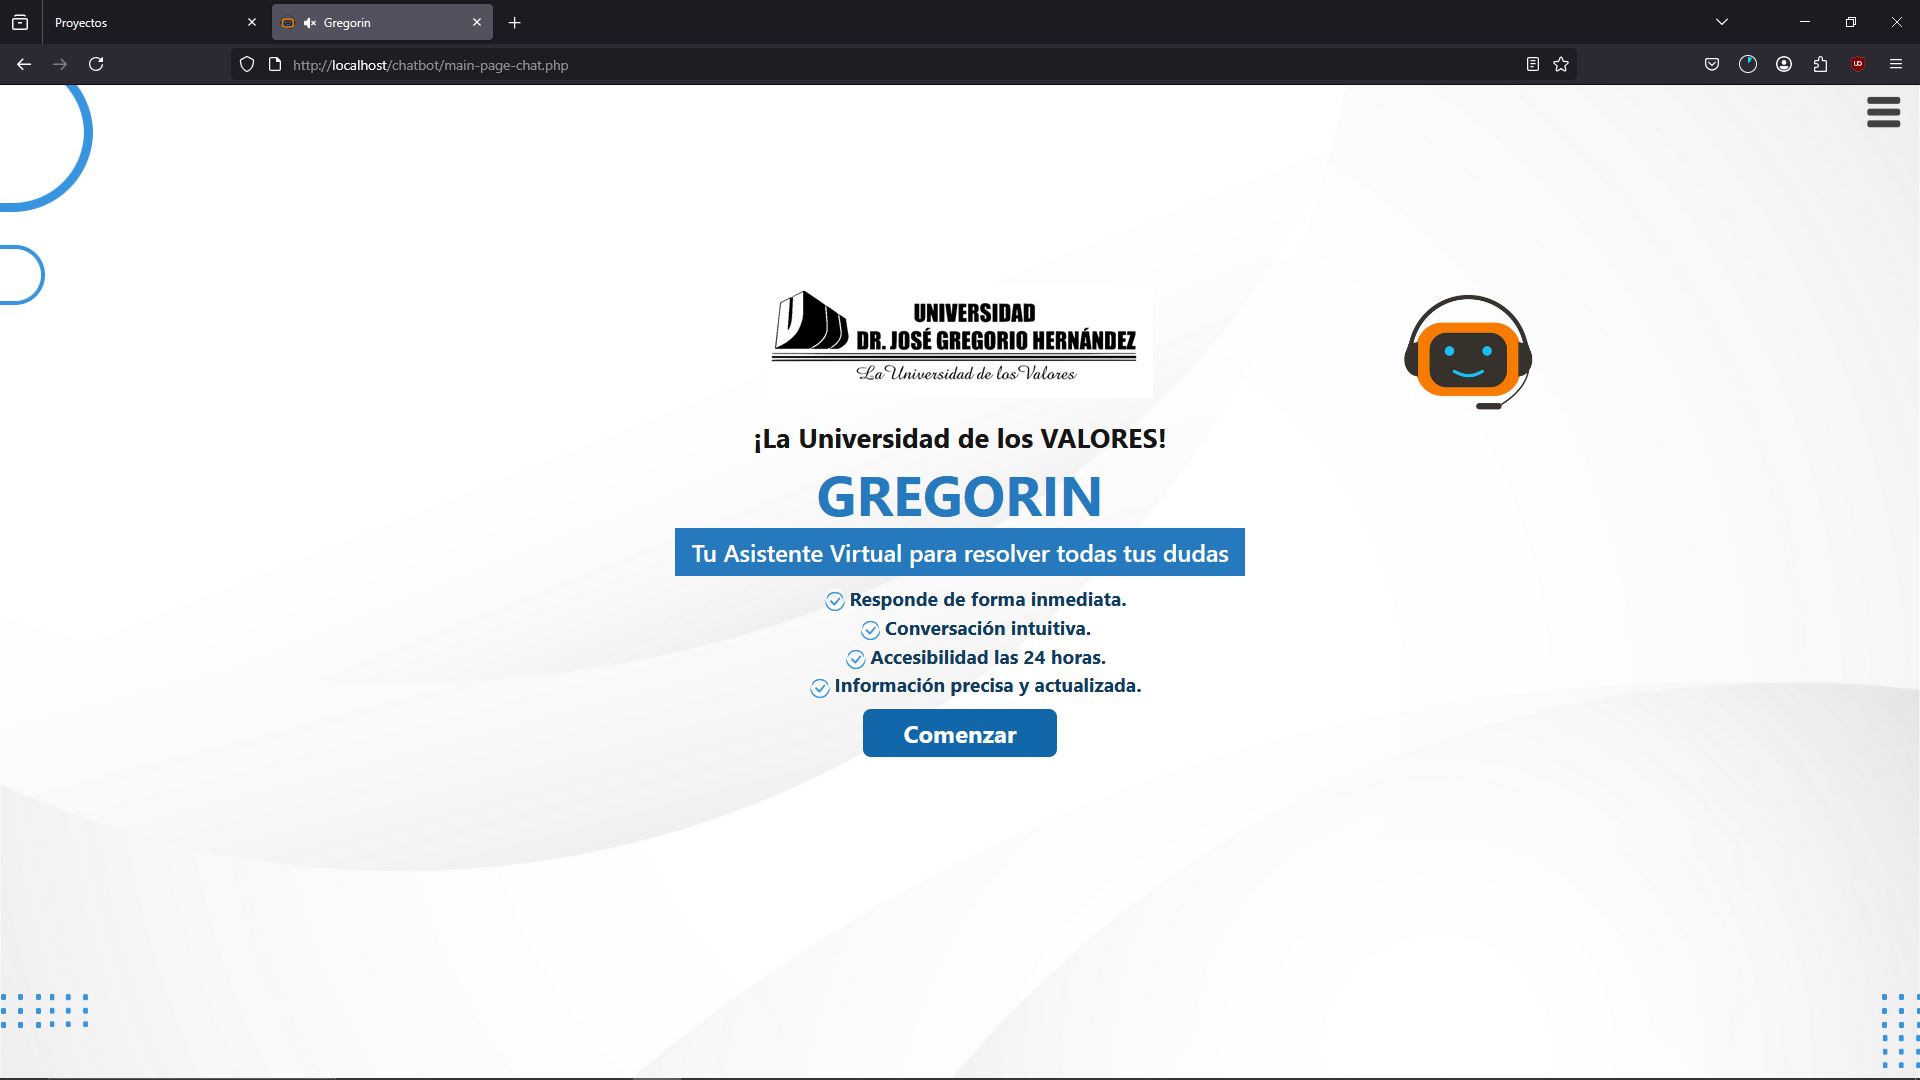 Proyectos
Gregorin
http://localhost/chatbot/main-page-chat.php
UNIVERSIDAD
DR. JOSÉ GREGORIO HERNÁNDEZ
La Universidad de los Valores
¡La Universidad de los VALORES!
GREGORIN
Tu Asistente Virtual para resolver todas tus dudas
Responde de forma inmediata.
Conversación intuitiva.
Accesibilidad las 24 horas.
Información precisa y actualizada.
Comenzar